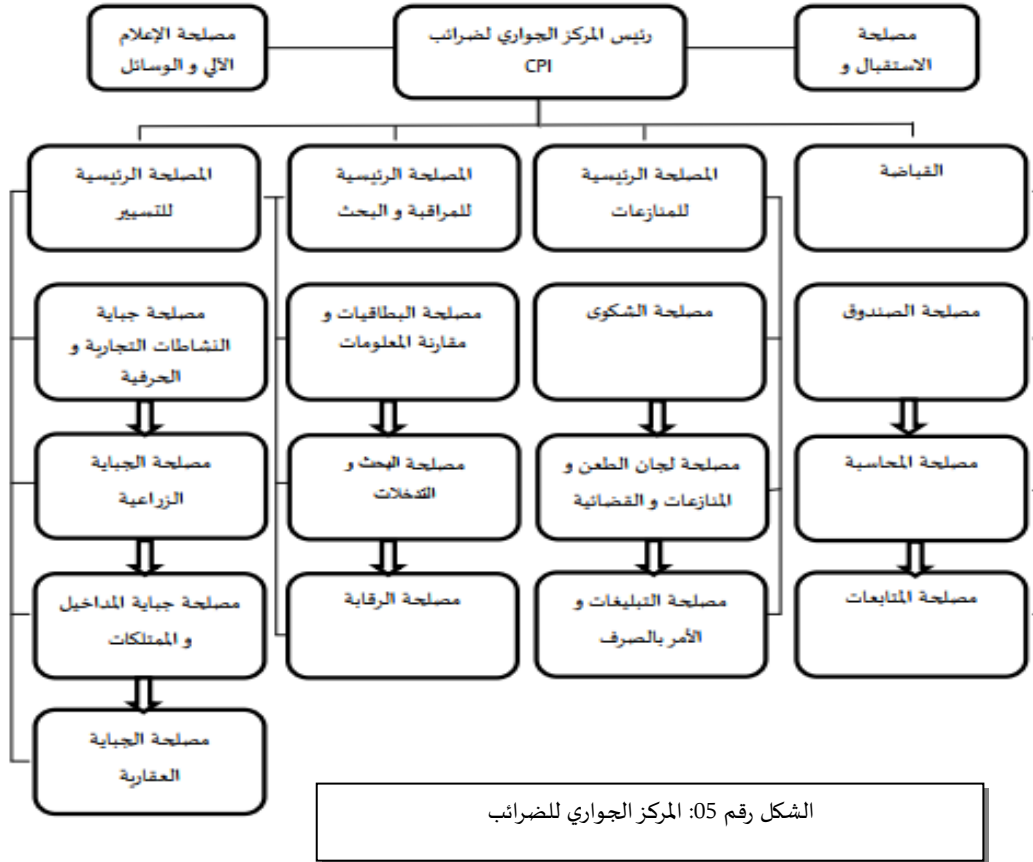 مصلحة
الاستقبال و
رئيس المركز الجواري لضرائب
CPI
مصلحة الإعلام
الآلي و الوسائل
القباضة
المصلحة الرئيسية
للمنازعات
المصلحة الرئيسية
للمراقبة و البحث
المصلحة الرئيسية
للتسيير
مصلحة الصندوق
مصلحة الشكوى
مصلحة البطاقيات و
مقارنة المعلومات
مصلحة جباية
النشاطات التجارية و
الحرفية
مصلحة المحاسبة
مصلحة لجان الطعن و
المنازعات و القضائية
مصلحة البحث و
التدخلات
مصلحة الجباية
الزراعية
مصلحة المتابعات
مصلحة التبليغات و
الأمر بالصرف
مصلحة الرقابة
مصلحة جباية المداخيل
و الممتلكات
مصلحة الجباية
العقارية
الشكل رقم 05: المركز الجواري للضرائب